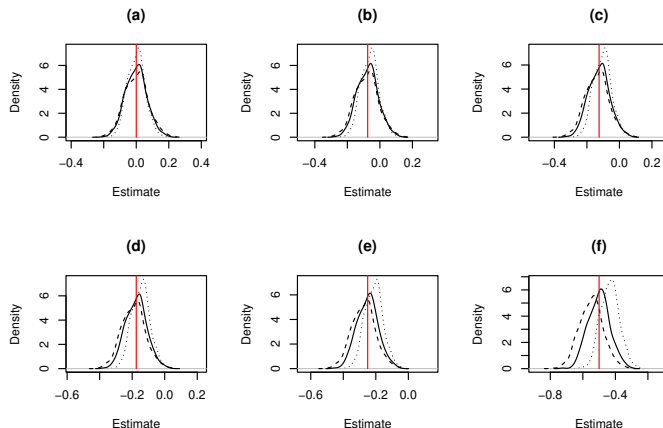 (a)
Density
0 2 4 6
−0.4 0.0 0.2 0.4
Estimate
(b)
Density
0 2 4 6
−0.4 −0.2 0.0 0.2
Estimate
(c)
Density
0 2 4 6
−0.4 −0.2 0.0 0.2
Estimate
(d)
Density
0 2 4 6
−0.6 −0.2 0.0 0.2
Estimate
(e)
Density
0 2 4 6
−0.6 −0.4 −0.2 0.0
Estimate
(f)
Density
0 2 4 6
−0.8 −0.4
Estimate